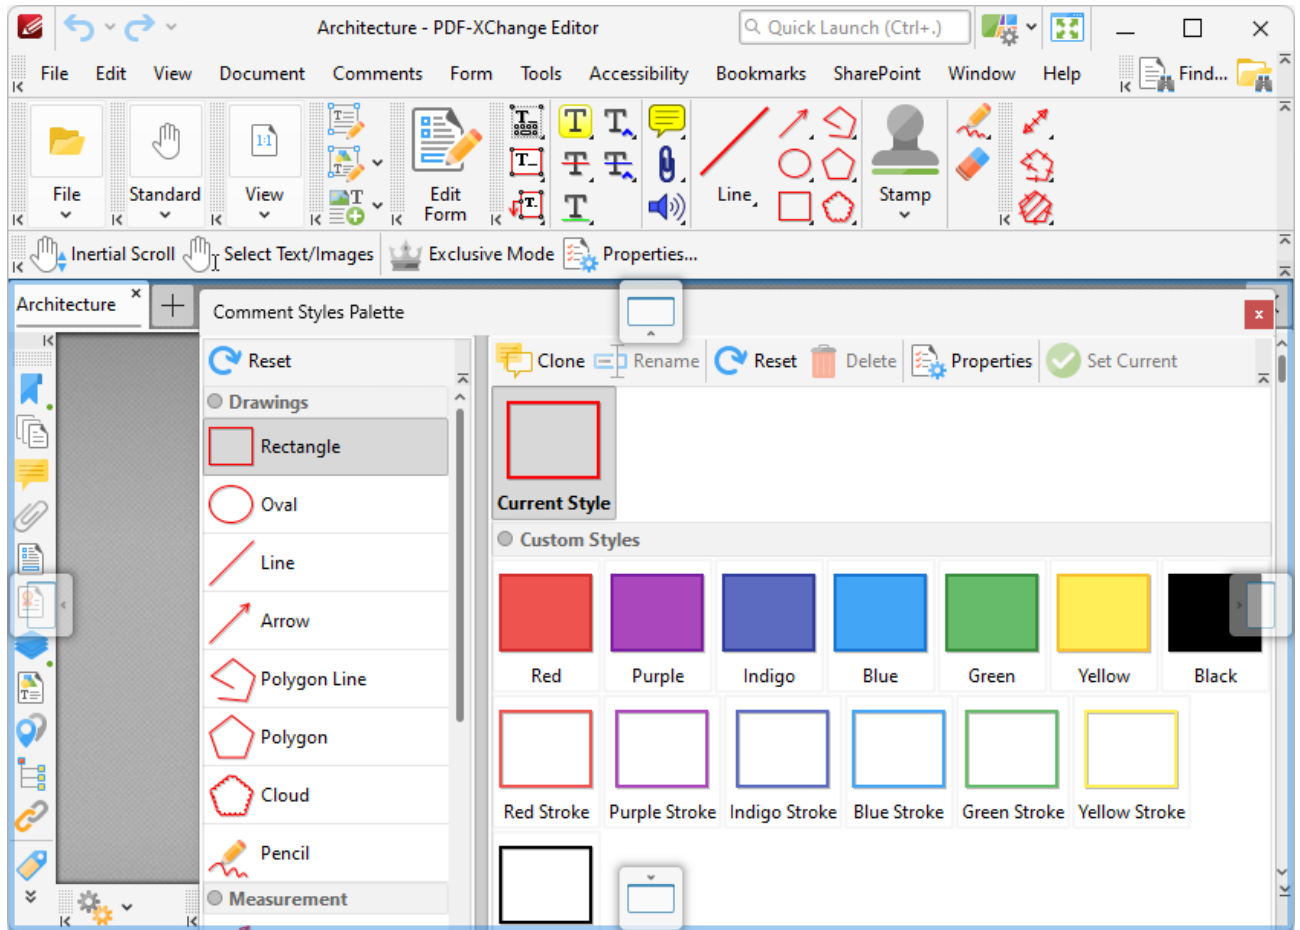 Architecture - PDF-XChange Editor
Quick Launch (Ctrl+.)
File Edit View Document Comments Form Tools Accessibility Bookmarks SharePoint Window Help Find...
File
Standard
1:1
View
Edit
Form
Line
Stamp
Inertial Scroll Select Text/Images Exclusive Mode Properties...
Architecture
Comment Styles Palette
Reset
Clone Rename Reset Delete Properties Set Current
Drawings
Rectangle
Oval
Line
Arrow
Polygon Line
Polygon
Cloud
Pencil
Measurement
Current Style
Custom Styles
Red Purple Indigo Blue Green Yellow Black
Red Stroke Purple Stroke Indigo Stroke Blue Stroke Green Stroke Yellow Stroke